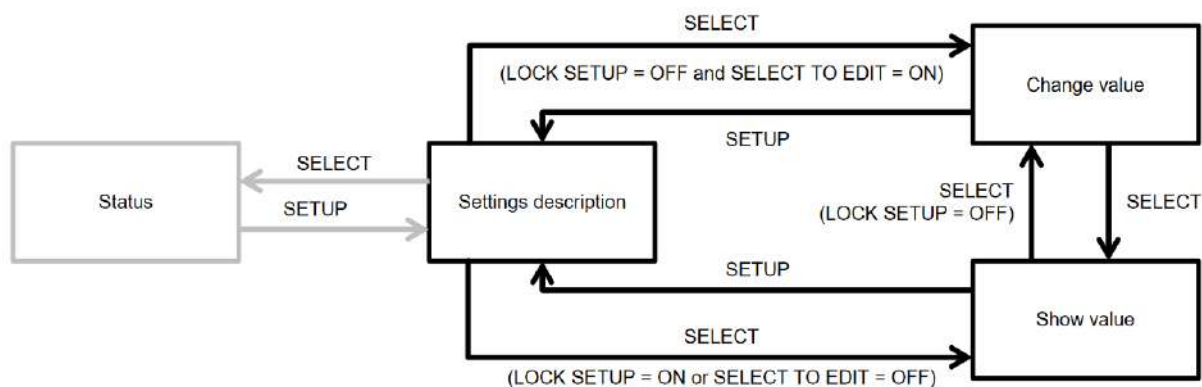 SELECT
(LOCK SETUP = OFF and SELECT TO EDIT = ON)
Change value
SETUP
SELECT
Status
Settings description
SETUP
SELECT
(LOCK SETUP = OFF)
SELECT
SETUP
Show value
SELECT
(LOCK SETUP = ON or SELECT TO EDIT = OFF)